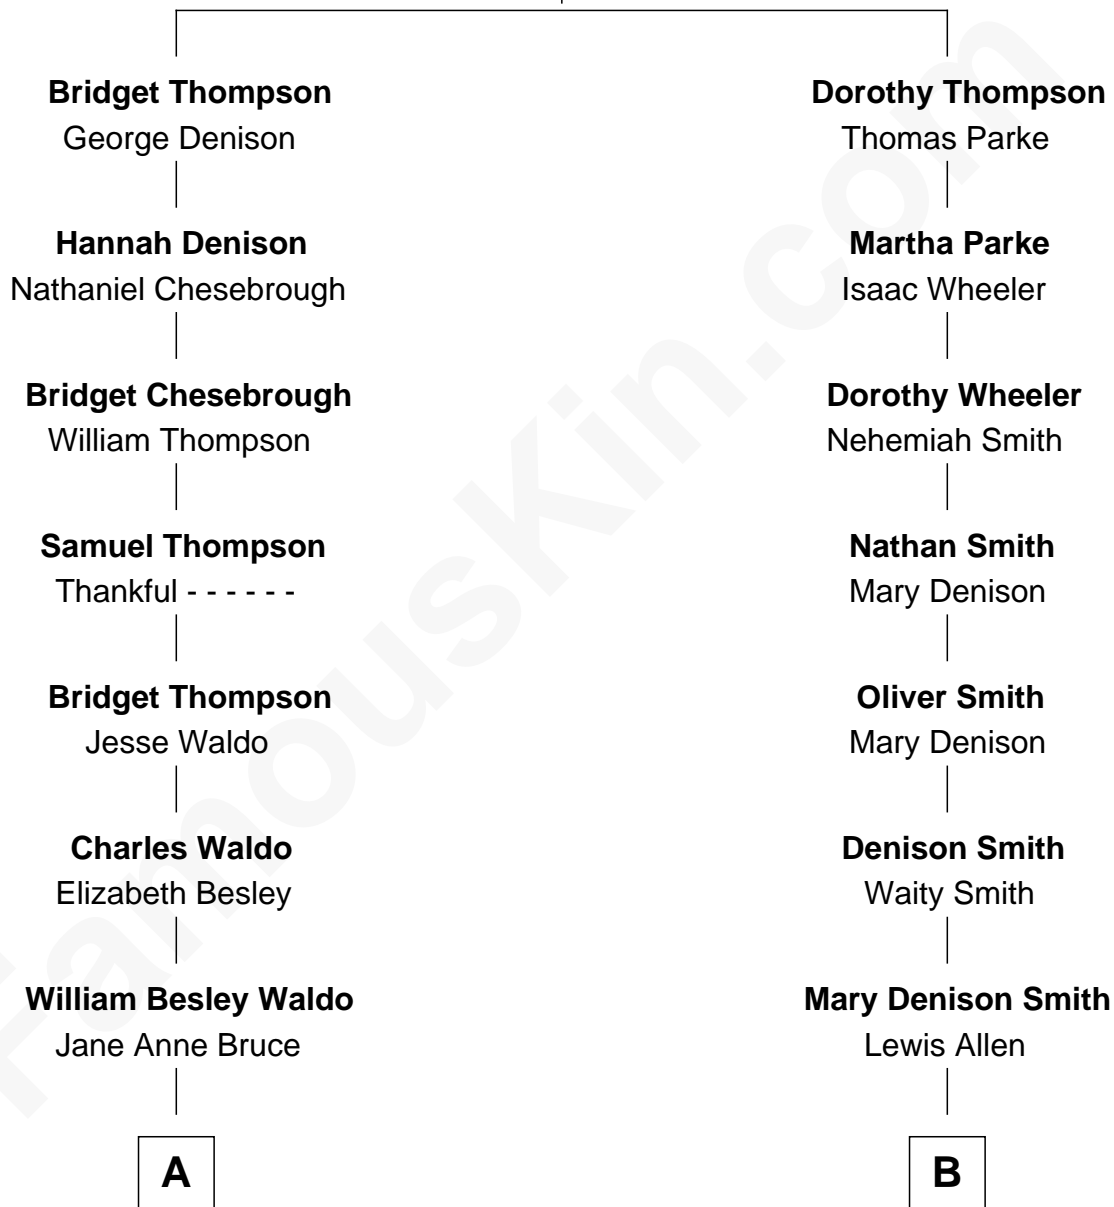 Bridget Thompson
George Denison
Hannah Denison
Nathaniel Chesebrough
Bridget Chesebrough
William Thompson
Samuel Thompson
Thankful - - - - - -
Bridget Thompson
Jesse Waldo
Charles Waldo
Elizabeth Besley
William Besley Waldo
Jane Anne Bruce
A
Dorothy Thompson
Thomas Parke
Martha Parke
Isaac Wheeler
Dorothy Wheeler
Nehemiah Smith
Nathan Smith
Mary Denison
Oliver Smith
Mary Denison
Denison Smith
Waity Smith
Mary Denison Smith
Lewis Allen
B
FamousKin.com